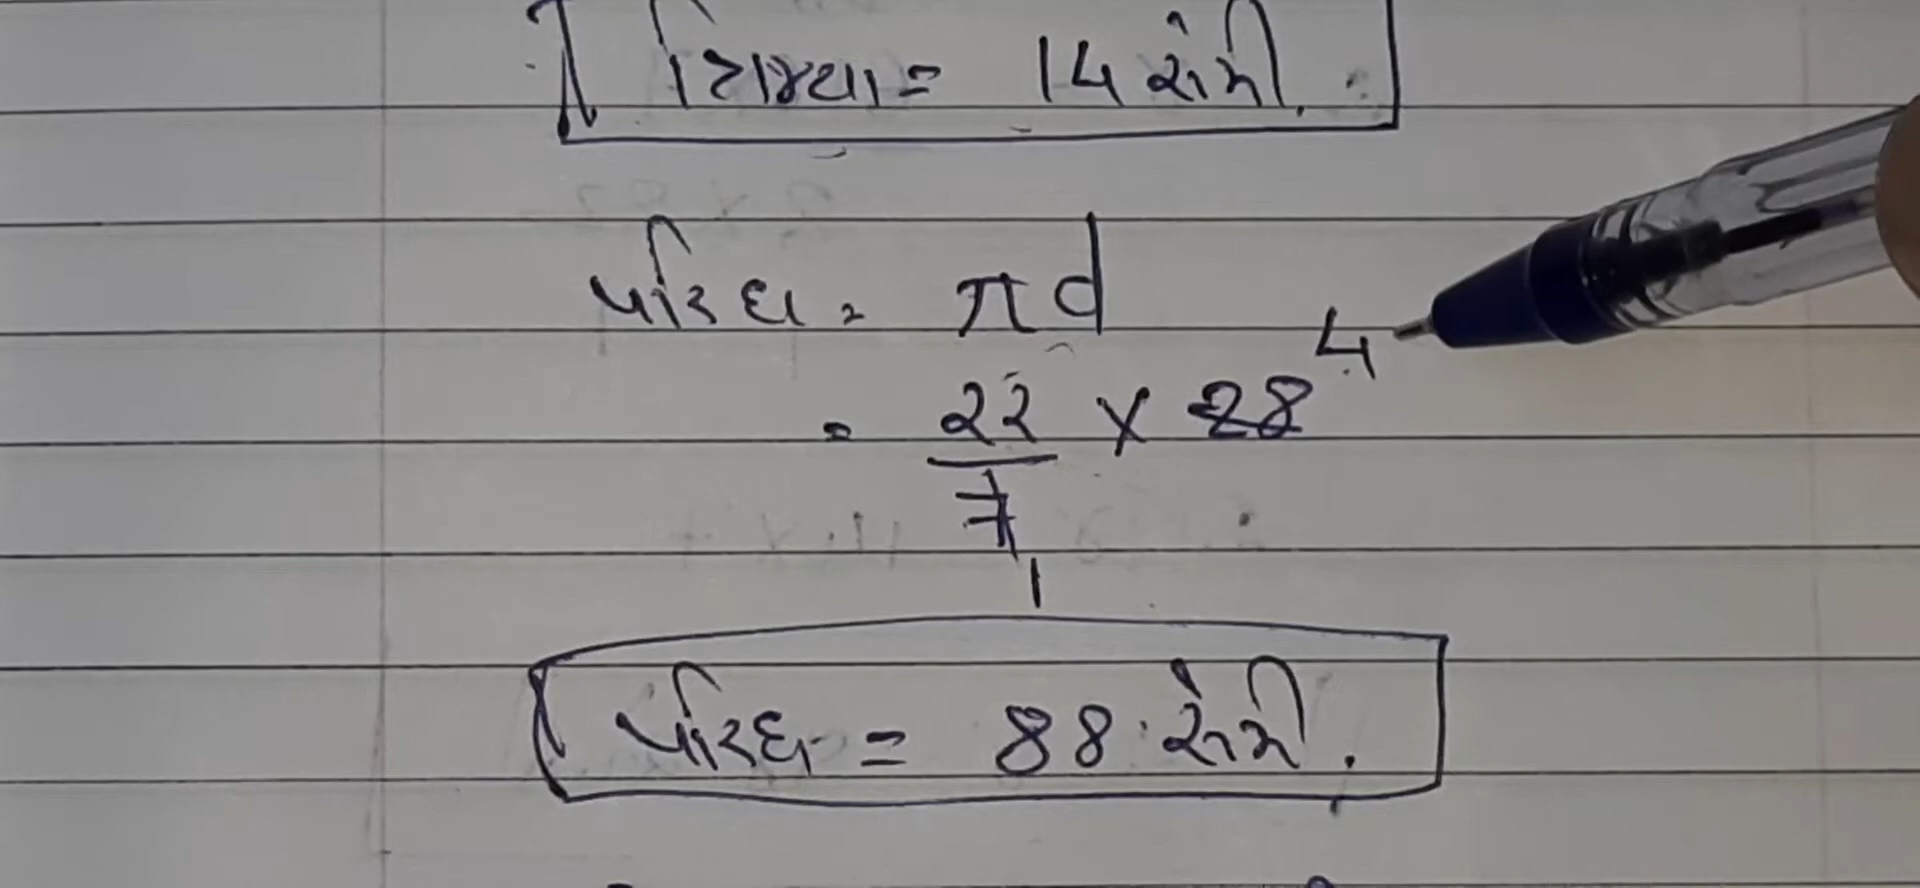 ત્રિજ્યા = 14 સેમી.
પરિઘ = πd
= 22/7 × 28 4
1
પરિઘ = 88 સેમી.